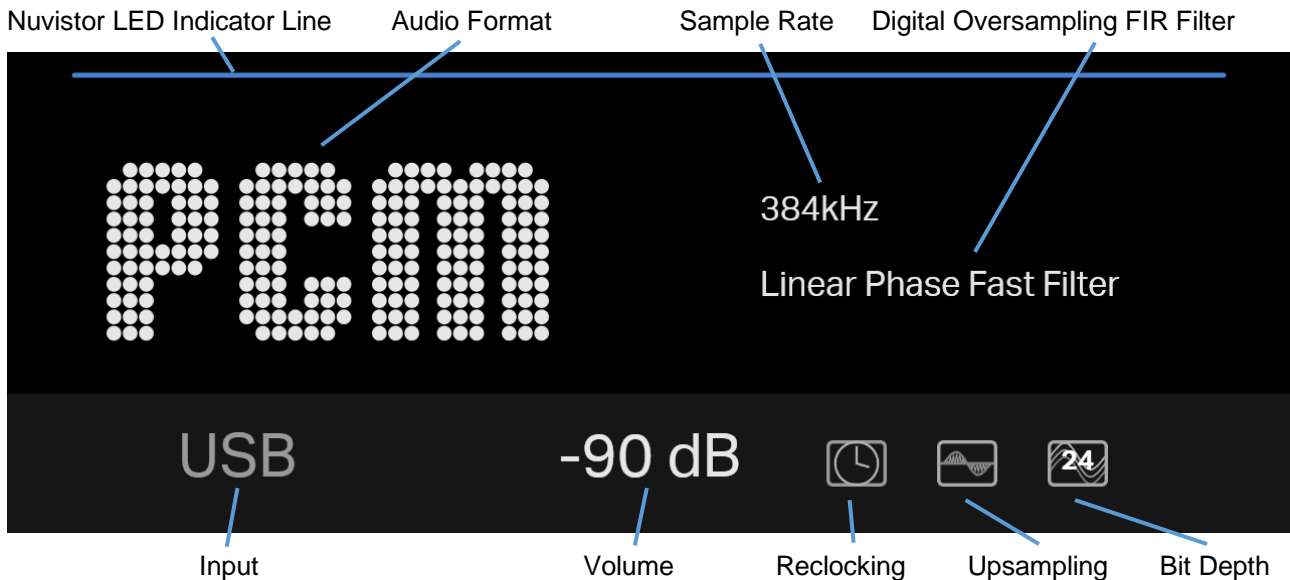 Nuvistor LED Indicator Line Audio Format Sample Rate Digital Oversampling FIR Filter
PCM
384kHz
Linear Phase Fast Filter
USB -90 dB 24
Input Volume Reclocking Upsampling Bit Depth